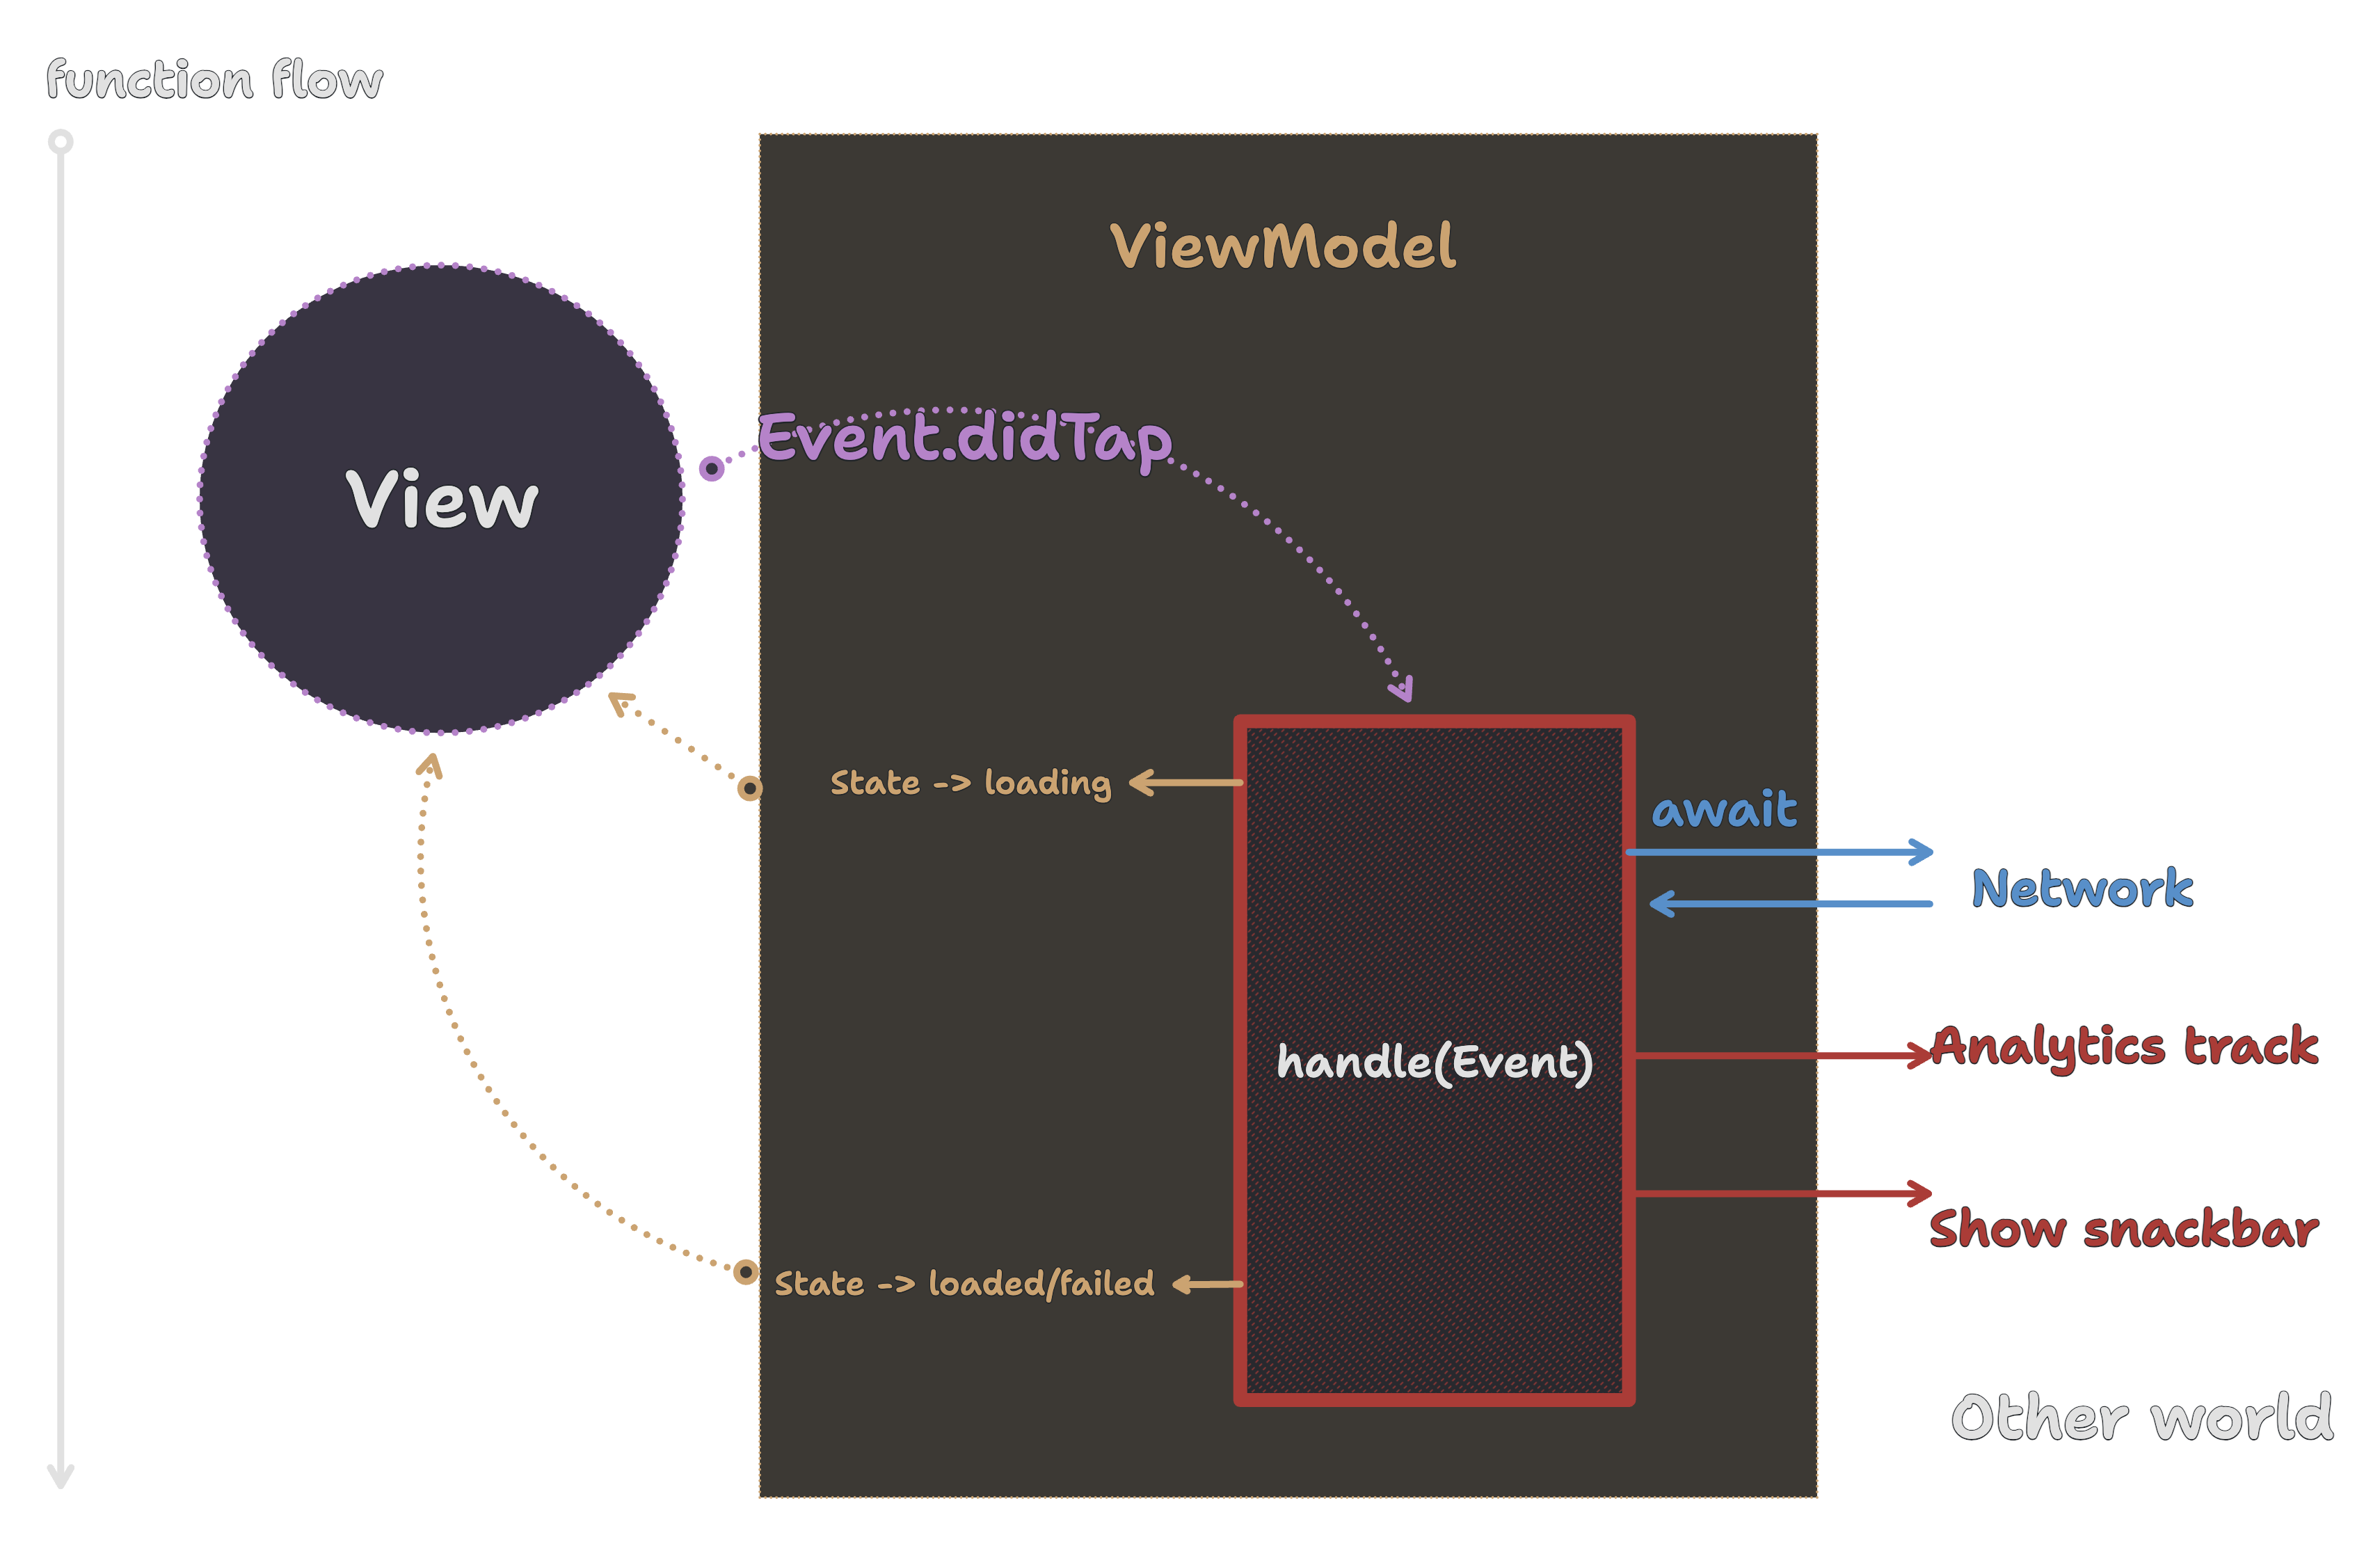 function flow
ViewModel
Event.didTap
View
State -> loading
await
Network
Analytics track
handle(Event)
Show snackbar
State -> loaded/failed
Other world